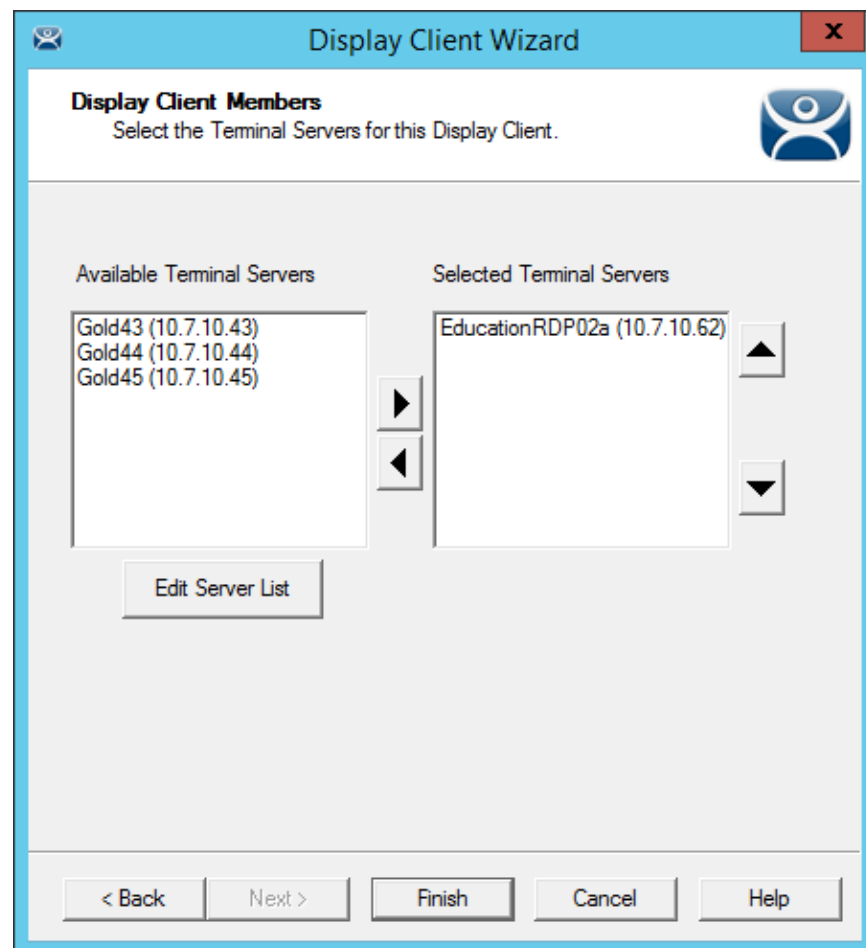 Display Client Wizard
x
Display Client Members
Select the Terminal Servers for this Display Client.
Available Terminal Servers
Gold43 (10.7.10.43)
Gold44 (10.7.10.44)
Gold45 (10.7.10.45)
Selected Terminal Servers
EducationRDP02a (10.7.10.62)
Edit Server List
< Back
Next >
Finish
Cancel
Help